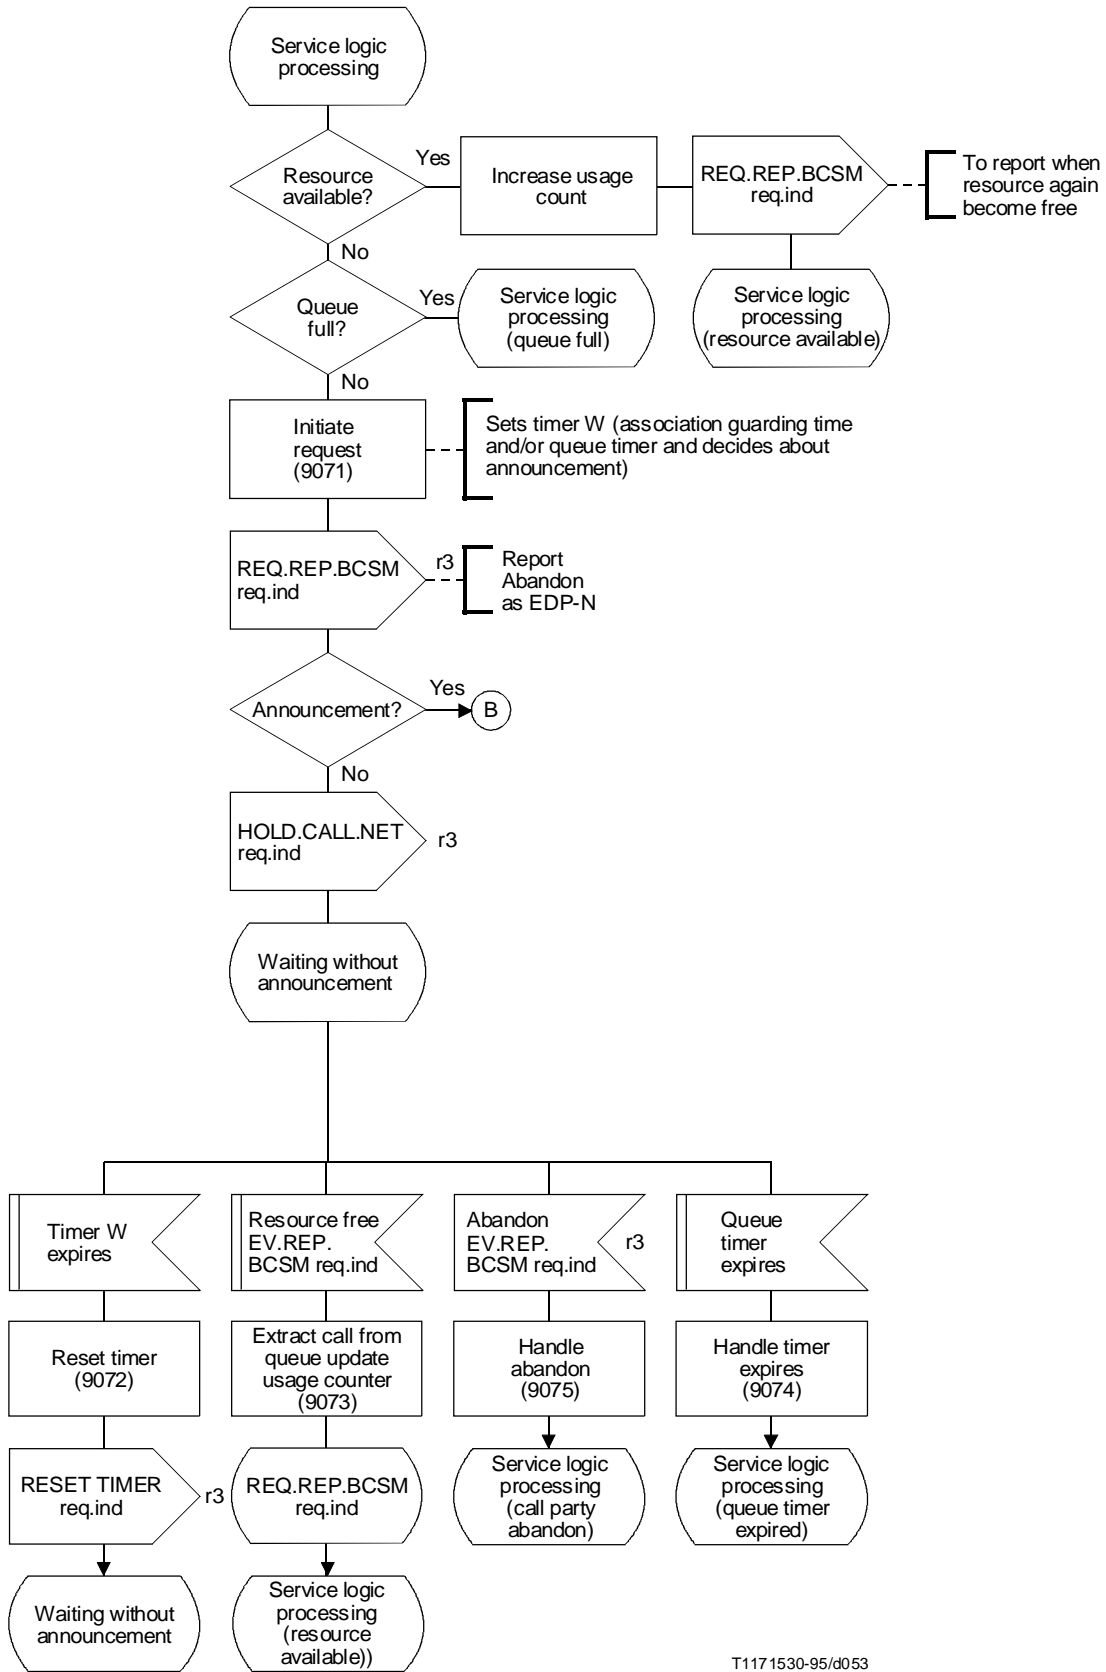 Service logic
processing
Resource
available?
Yes
Increase usage
count
REQ.REP.BCSM
req.ind
To report when
resource again
become free
No
Queue
full?
Yes
Service logic
processing
(queue full)
Service logic
processing
(resource available)
No
Initiate
request
(9071)
Sets timer W (association guarding time
and/or queue timer and decides about
announcement)
REQ.REP.BCSM
req.ind
r3
Report
Abandon
as EDP-N
Announcement?
Yes
B
No
HOLD.CALL.NET
req.ind
r3
Waiting without
announcement
Timer W
expires
Resource free
EV.REP.
BCSM req.ind
Abandon
EV.REP.
BCSM req.ind
r3
Queue
timer
expires
Reset timer
(9072)
Extract call from
queue update
usage counter
(9073)
Handle
abandon
(9075)
Handle timer
expires
(9074)
RESET TIMER
req.ind
r3
REQ.REP.BCSM
req.ind
Service logic
processing
(call party
abandon)
Service logic
processing
(queue timer
expired)
Waiting without
announcement
Service logic
processing
(resource
available))
T1171530-95/d053